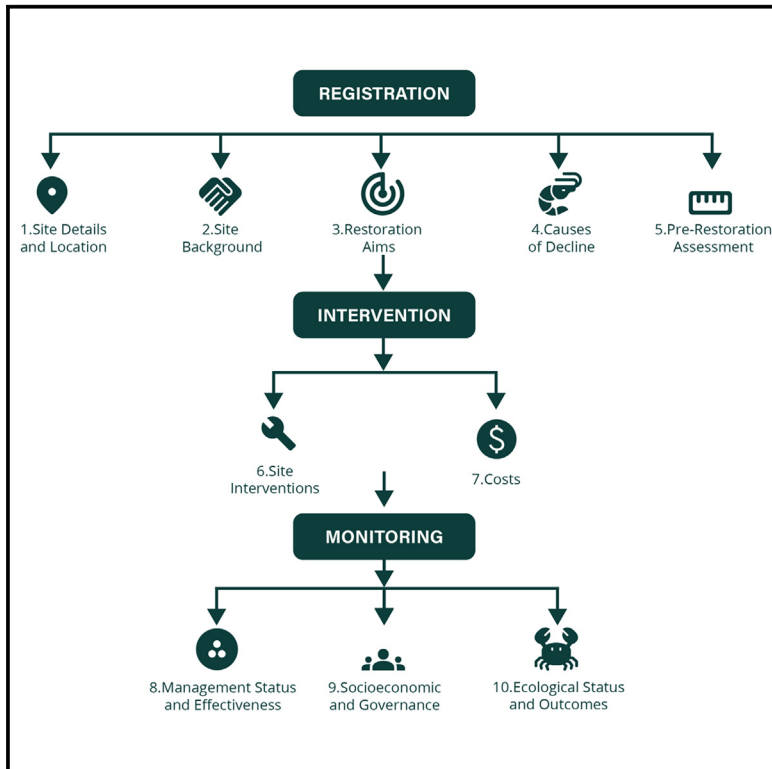 REGISTRATION
1.Site Details
and Location
2.Site
Background
3.Restoration
Aims
4.Causes
of Decline
5.Pre-Restoration
Assessment
INTERVENTION
6.Site
Interventions
$
7.Costs
MONITORING
8.Management Status
and Effectiveness
9.Socioeconomic
and Governance
10.Ecological Status
and Outcomes